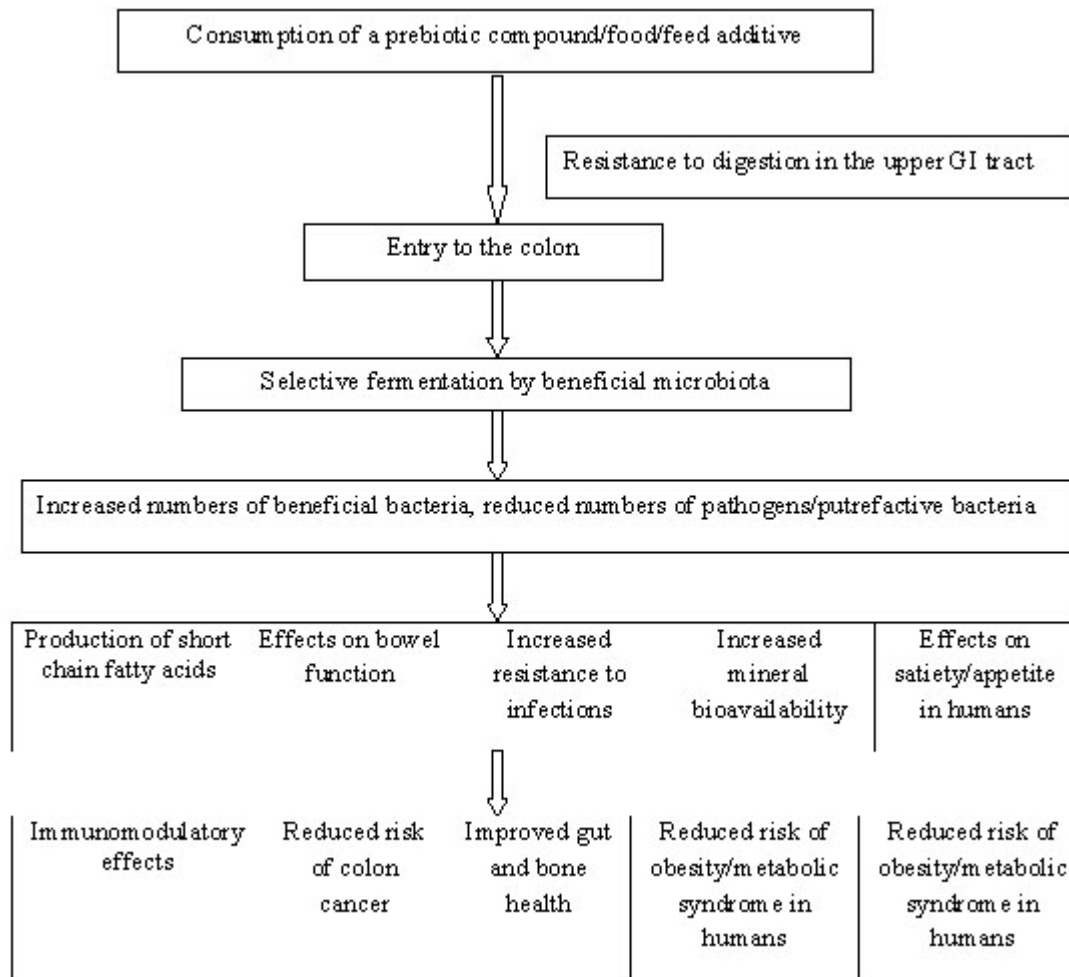 Consumption of a prebiotic compound/food/feed additive
Resistance to digestion in the upper GI tract
Entry to the colon
Selective fermentation by beneficial microbiota
Increased numbers of beneficial bacteria, reduced numbers of pathogens/putrefactive bacteria
Production of short
chain fatty acids
Effects on bowel
function
Increased
resistance to
infections
Increased
mineral
bioavailability
Effects on
satiety/appetite
in humans
Immunomodulatory
effects
Reduced risk
of colon
cancer
Improved gut
and bone
health
Reduced risk of
obesity/metabolic
syndrome in
humans
Reduced risk of
obesity/metabolic
syndrome in
humans